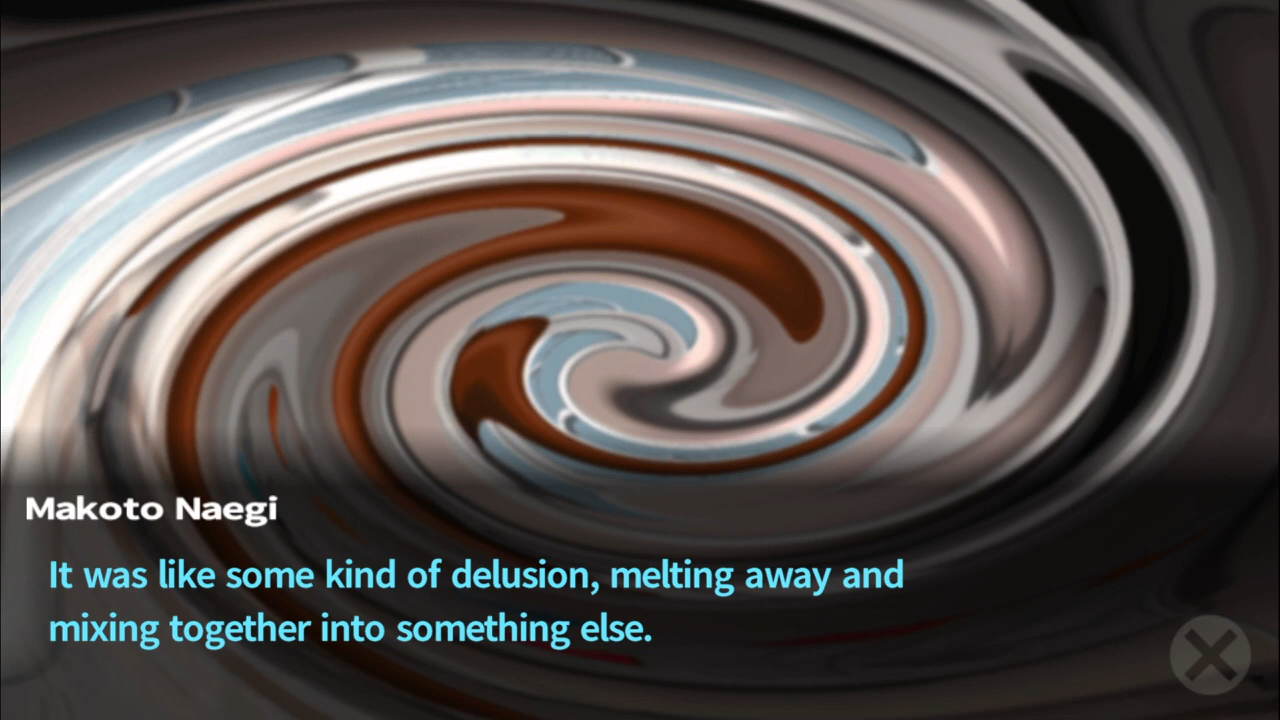 Makoto Naegi
It was like some kind of delusion, melting away and
mixing together into something else.